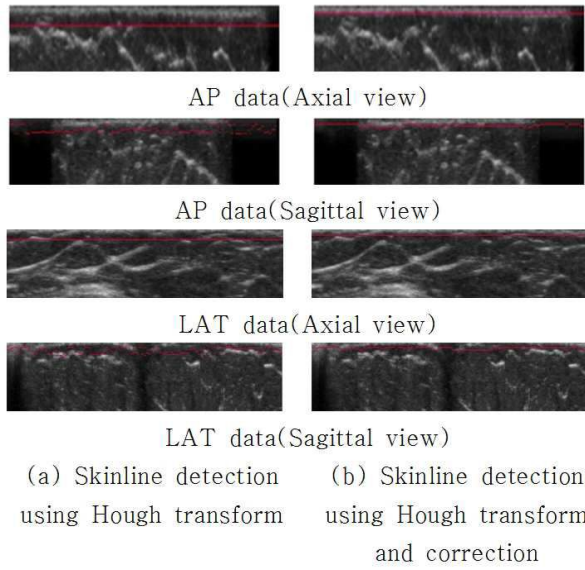 AP data(Axial view)
AP data(Sagittal view)
LAT data(Axial view)
LAT data(Sagittal view)
(a) Skinline detection
using Hough transform
(b) Skinline detection
using Hough transform
and correction